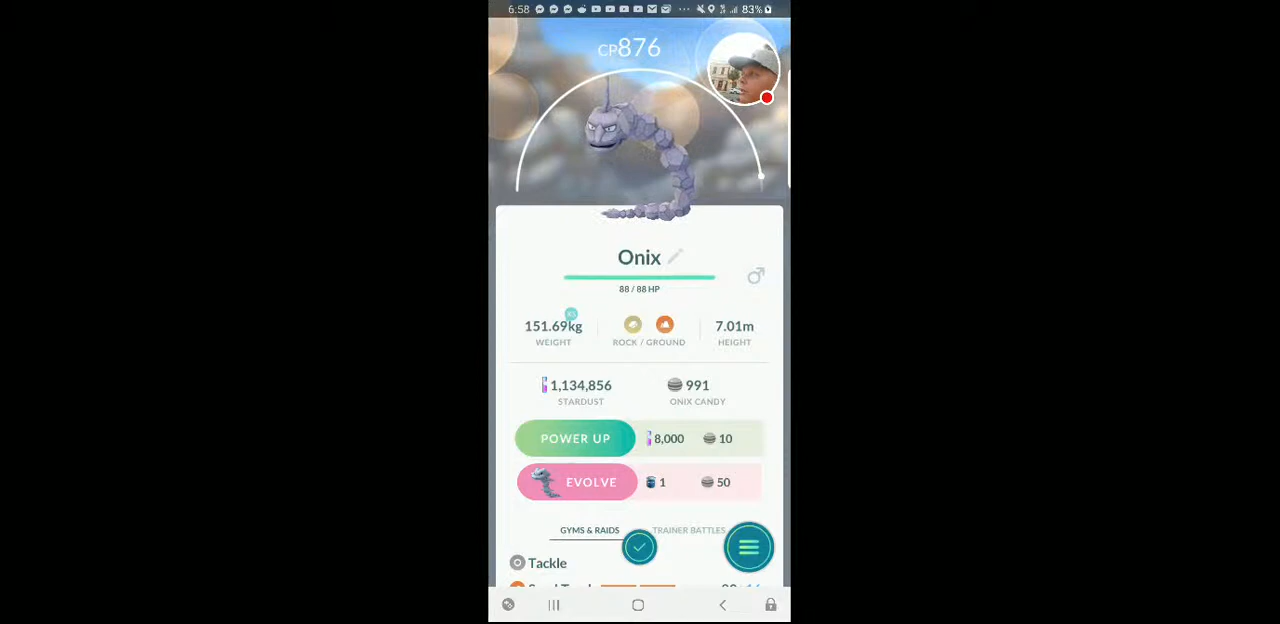 6:58 83%
CP876
Onix
88 / 88 HP
XS
151.69kg
7.01m
WEIGHT
ROCK / GROUND
HEIGHT
1,134,856
991
STARDUST
ONIX CANDY
POWER UP 8,000 10
EVOLVE 1 50
GYMS & RAIDS TRAINER BATTLES
Tackle